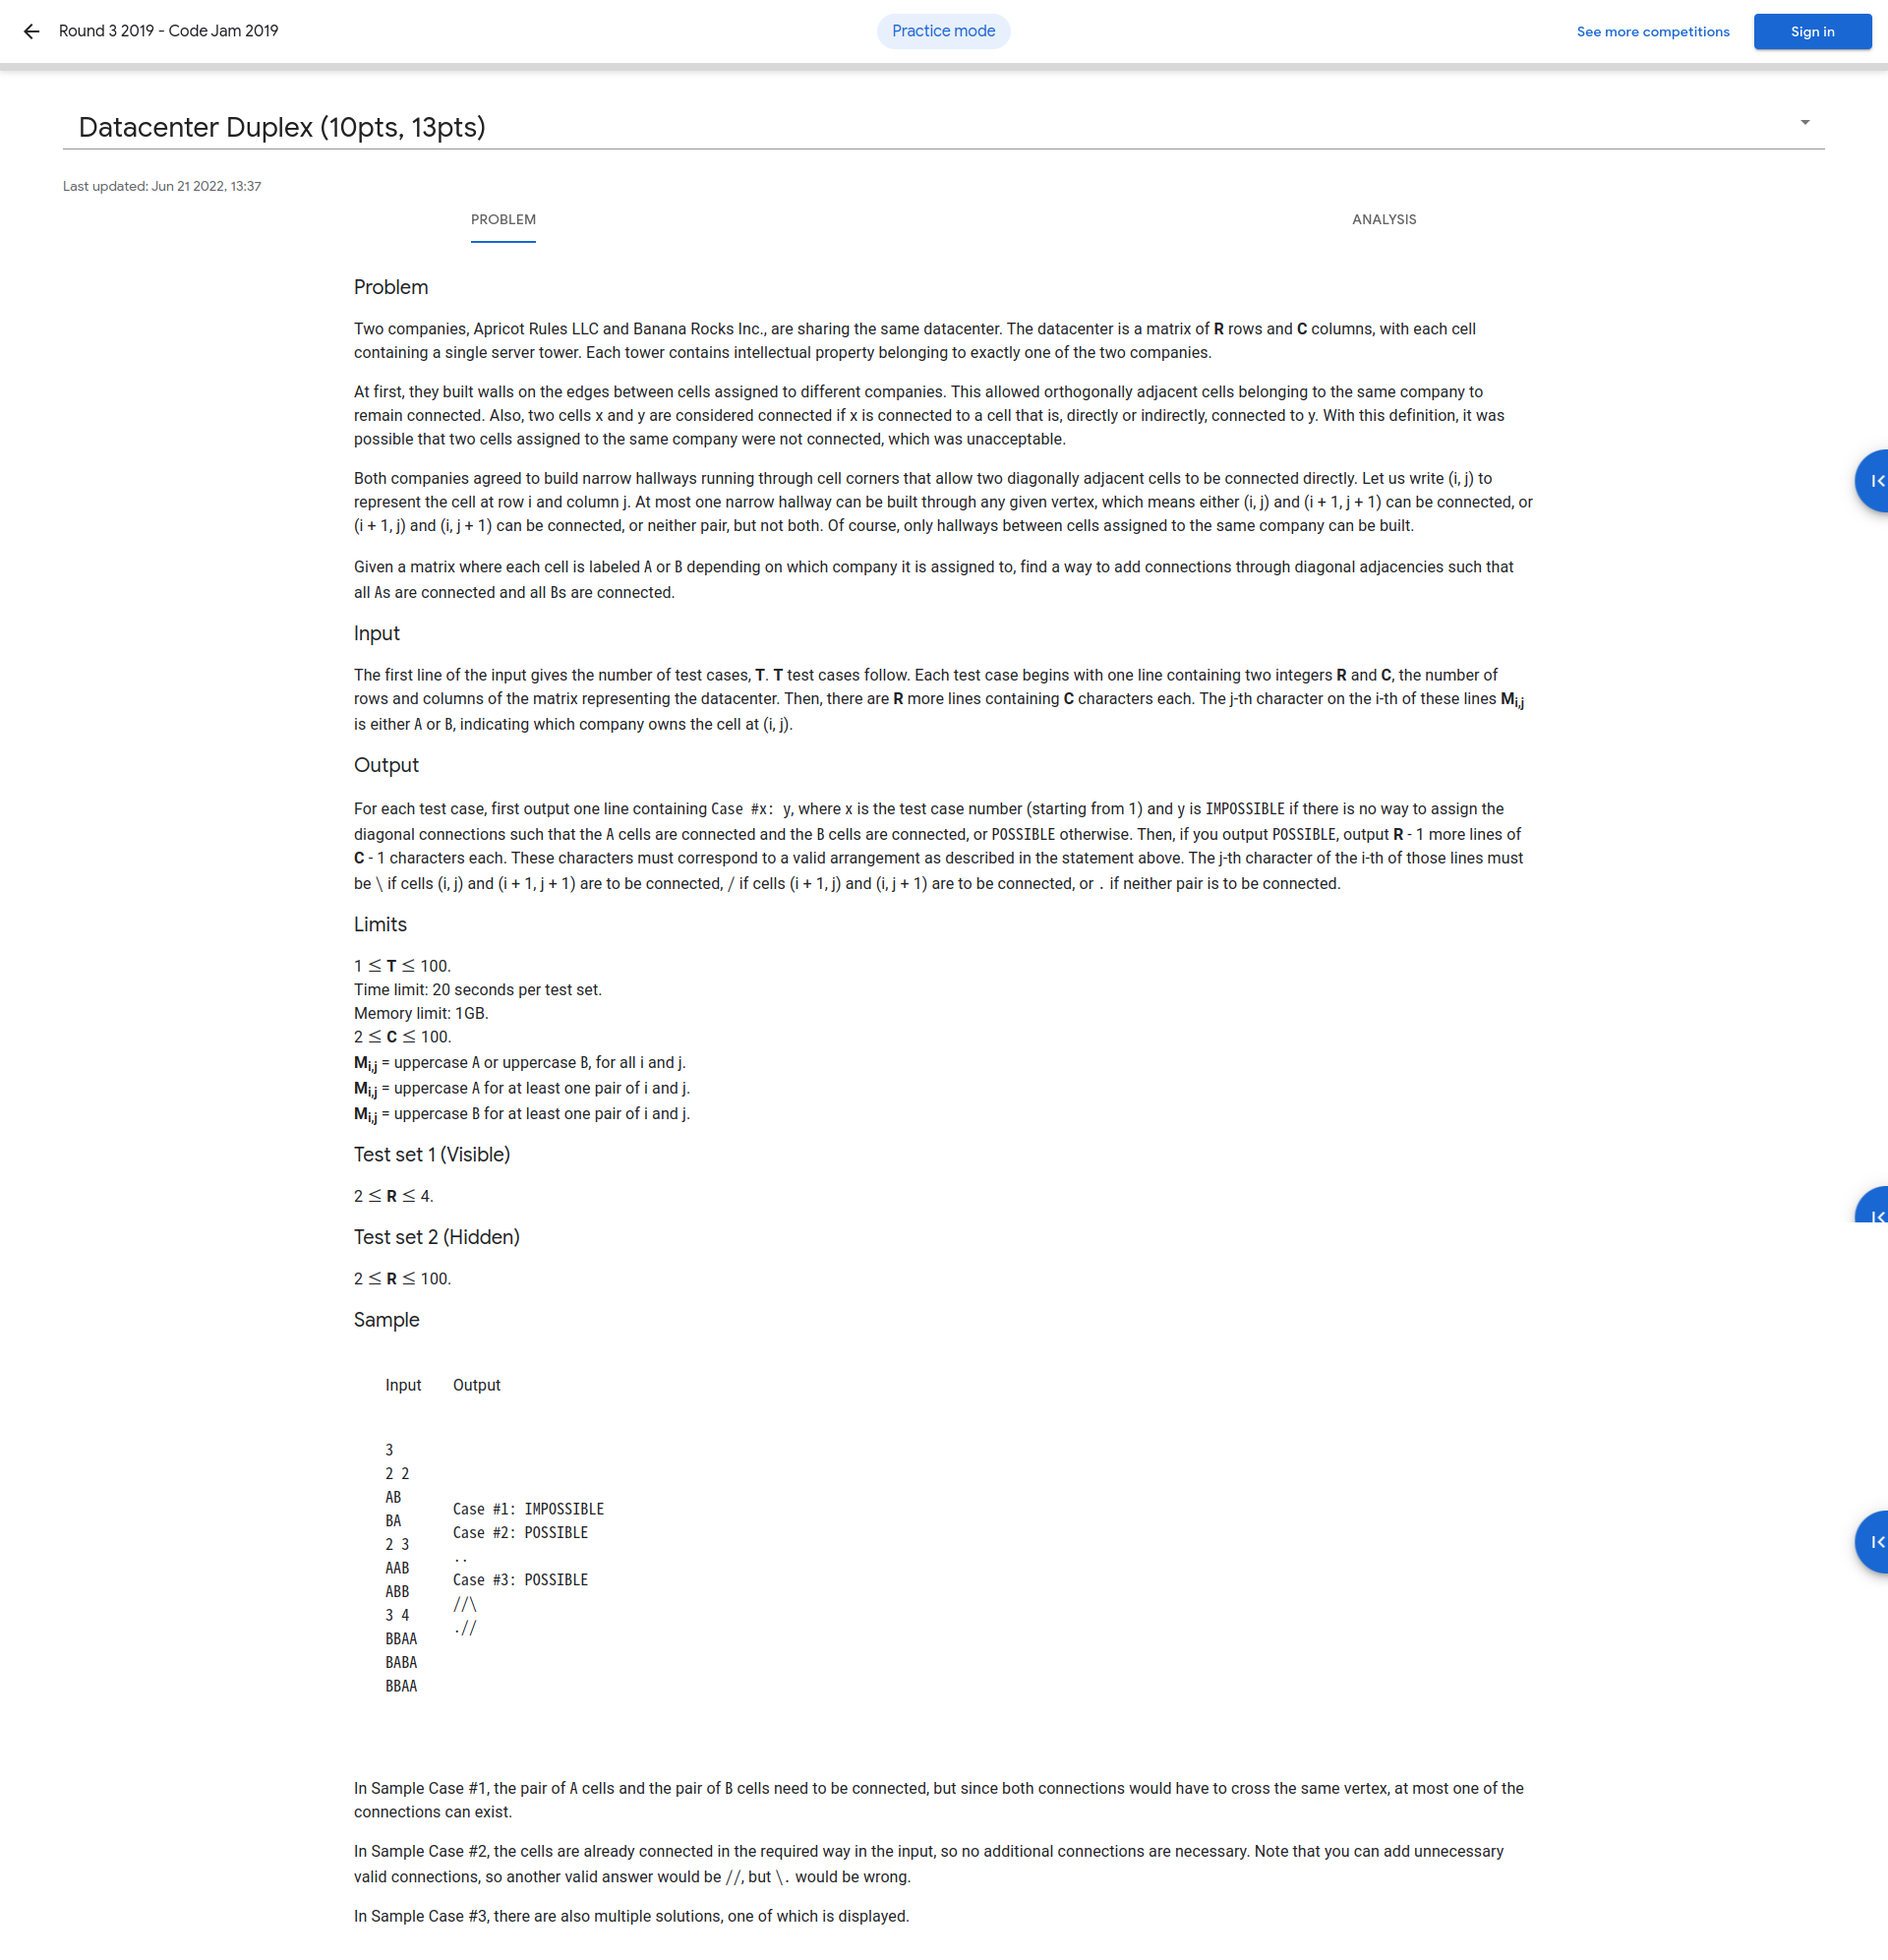 Round 3 2019 - Code Jam 2019
Practice mode
See more competitions
Sign in
Datacenter Duplex (10pts, 13pts)
Last updated: Jun 21 2022, 13:37
PROBLEM
ANALYSIS
Problem
Two companies, Apricot Rules LLC and Banana Rocks Inc., are sharing the same datacenter. The datacenter is a matrix of R rows and C columns, with each cell
containing a single server tower. Each tower contains intellectual property belonging to exactly one of the two companies.
At first, they built walls on the edges between cells assigned to different companies. This allowed orthogonally adjacent cells belonging to the same company to
remain connected. Also, two cells x and y are considered connected if x is connected to a cell that is, directly or indirectly, connected to y. With this definition, it was
possible that two cells assigned to the same company were not connected, which was unacceptable.
Both companies agreed to build narrow hallways running through cell corners that allow two diagonally adjacent cells to be connected directly. Let us write (i, j) to
represent the cell at row i and column j. At most one narrow hallway can be built through any given vertex, which means either (i, j) and (i + 1, j + 1) can be connected, or
(i + 1, j) and (i, j + 1) can be connected, or neither pair, but not both. Of course, only hallways between cells assigned to the same company can be built.
Given a matrix where each cell is labeled A or B depending on which company it is assigned to, find a way to add connections through diagonal adjacencies such that
all As are connected and all Bs are connected.
Input
The first line of the input gives the number of test cases, T. T test cases follow. Each test case begins with one line containing two integers R and C, the number of
rows and columns of the matrix representing the datacenter. Then, there are R more lines containing C characters each. The j-th character on the i-th of these lines Mi,j
is either A or B, indicating which company owns the cell at (i, j).
Output
For each test case, first output one line containing Case #x: y, where x is the test case number (starting from 1) and y is IMPOSSIBLE if there is no way to assign the
diagonal connections such that the A cells are connected and the B cells are connected, or POSSIBLE otherwise. Then, if you output POSSIBLE, output R - 1 more lines of
C - 1 characters each. These characters must correspond to a valid arrangement as described in the statement above. The j-th character of the i-th of those lines must
be \ if cells (i, j) and (i + 1, j + 1) are to be connected, / if cells (i + 1, j) and (i, j + 1) are to be connected, or . if neither pair is to be connected.
Limits
1 ≤ T ≤ 100.
Time limit: 20 seconds per test set.
Memory limit: 1GB.
2 ≤ C ≤ 100.
Mi,j = uppercase A or uppercase B, for all i and j.
Mi,j = uppercase A for at least one pair of i and j.
Mi,j = uppercase B for at least one pair of i and j.
Test set 1 (Visible)
2 ≤ R ≤ 4.
Test set 2 (Hidden)
2 ≤ R ≤ 100.
Sample
Input
3
2 2
AB
BA
2 3
AAB
ABB
3 4
BBAA
BABA
BBAA
Output
Case #1: IMPOSSIBLE
Case #2: POSSIBLE
..
Case #3: POSSIBLE
//\
.//
In Sample Case #1, the pair of A cells and the pair of B cells need to be connected, but since both connections would have to cross the same vertex, at most one of the
connections can exist.
In Sample Case #2, the cells are already connected in the required way in the input, so no additional connections are necessary. Note that you can add unnecessary
valid connections, so another valid answer would be //, but \. would be wrong.
In Sample Case #3, there are also multiple solutions, one of which is displayed.